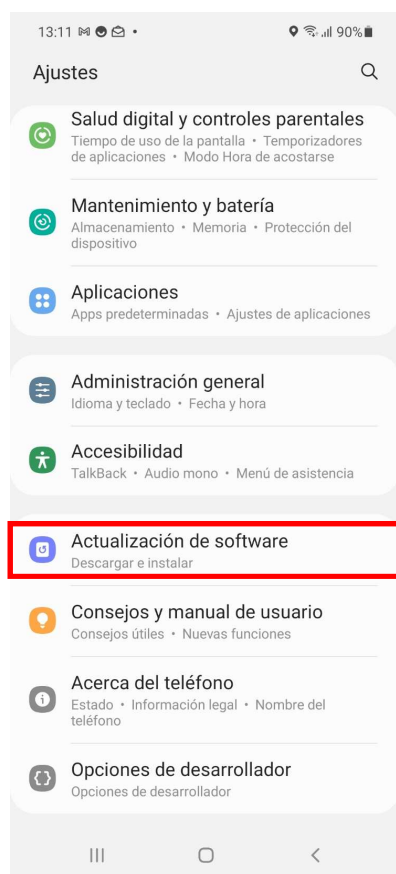 13:11 90%
Ajustes
Salud digital y controles parentales
Tiempo de uso de la pantalla • Temporizadores
de aplicaciones • Modo Hora de acostarse
Mantenimiento y batería
Almacenamiento • Memoria • Protección del
dispositivo
Aplicaciones
Apps predeterminadas • Ajustes de aplicaciones
Administración general
Idioma y teclado • Fecha y hora
Accesibilidad
TalkBack • Audio mono • Menú de asistencia
Actualización de software
Descargar e instalar
Consejos y manual de usuario
Consejos útiles • Nuevas funciones
Acerca del teléfono
Estado • Información legal • Nombre del
teléfono
Opciones de desarrollador
Opciones de desarrollador